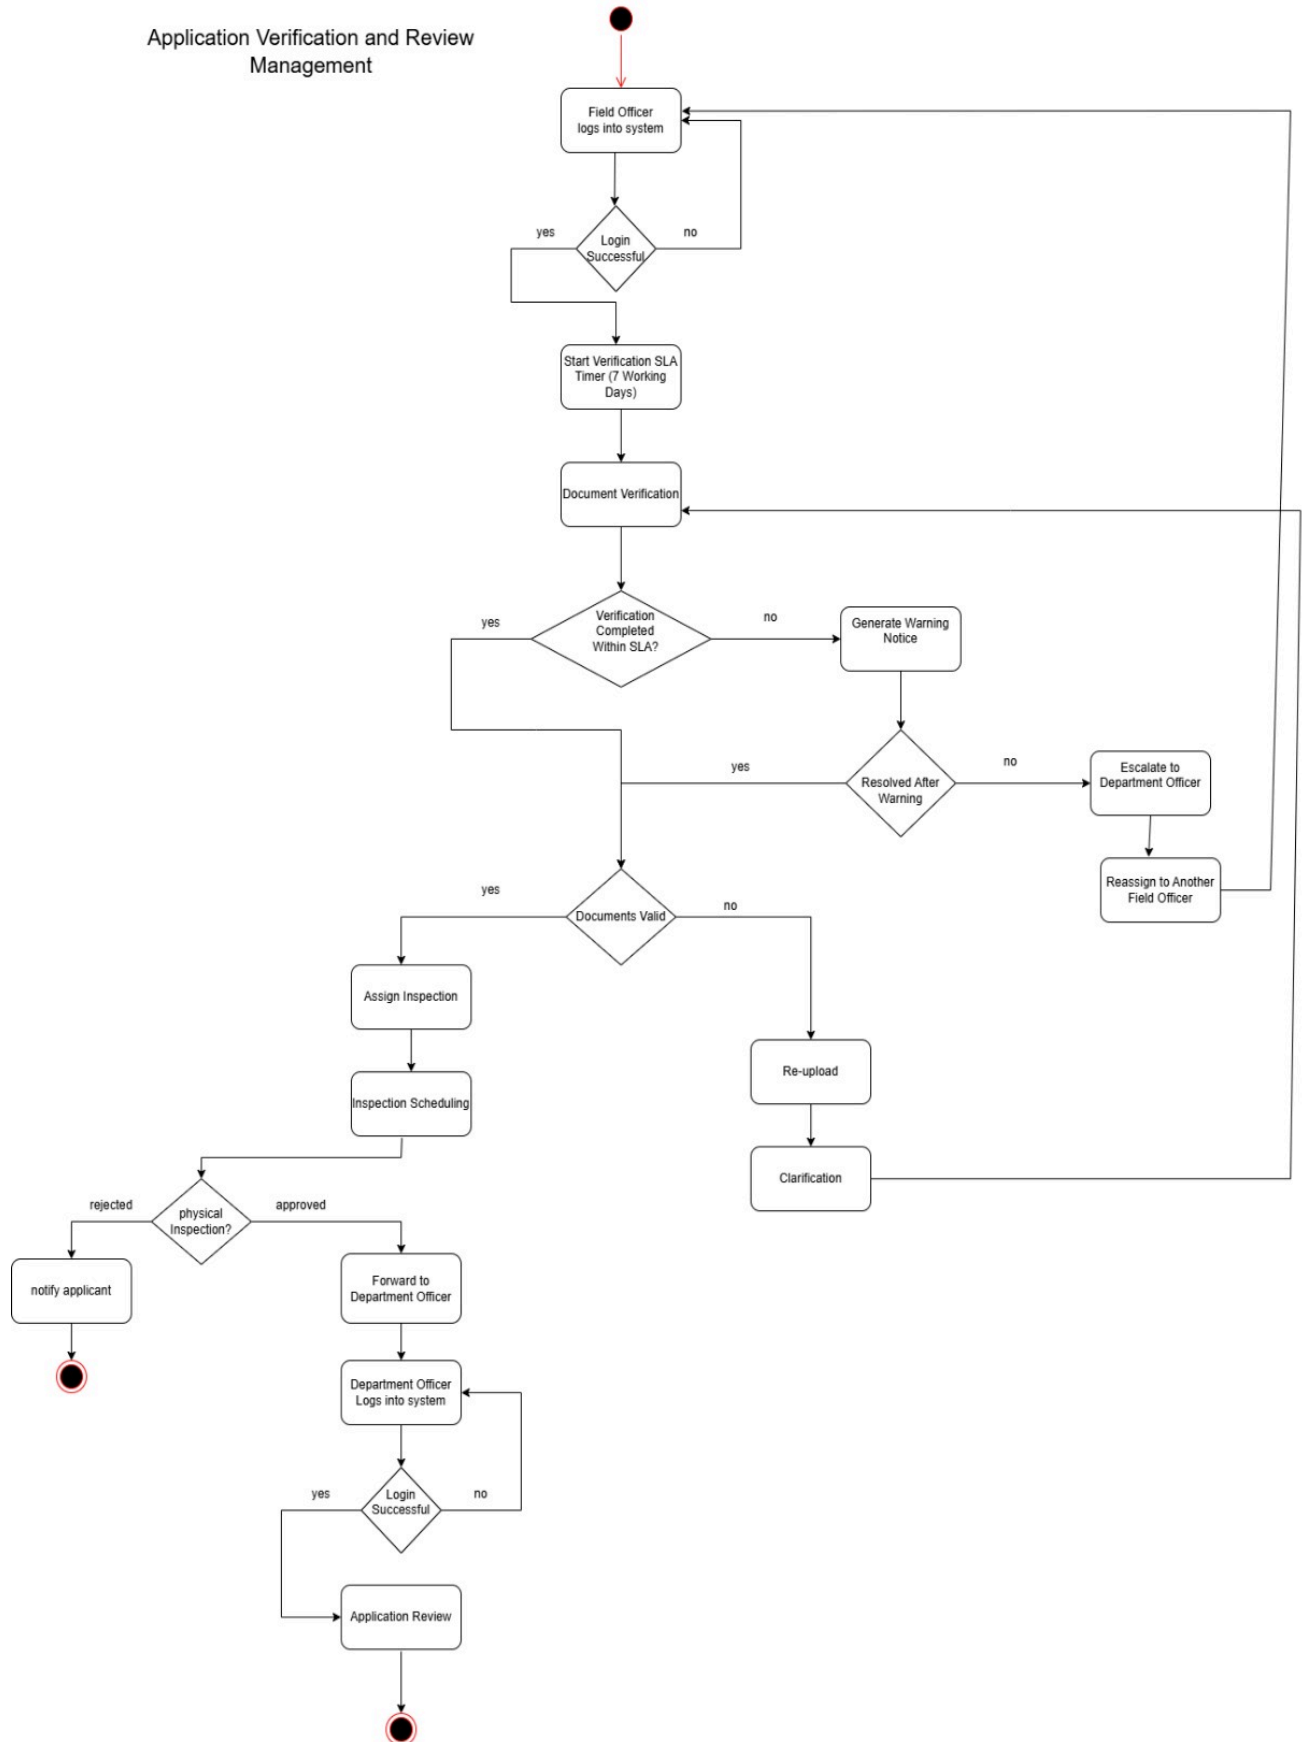 Application Verification and Review
Management
Field Officer
logs into system
yes
no
Login
Successful
Start Verification SLA
Timer (7 Working
Days)
Document Verification
Verification
Completed
Within SLA?
yes
no
Generate Warning
Notice
yes
Resolved After
Warning
no
Escalate to
Department Officer
Reassign to Another
Field Officer
yes
Documents Valid
no
Assign Inspection
Inspection Scheduling
Re-upload
Clarification
rejected
physical
Inspection?
approved
notify applicant
Forward to
Department Officer
Department Officer
Logs into system
yes
Login
Successful
no
Application Review